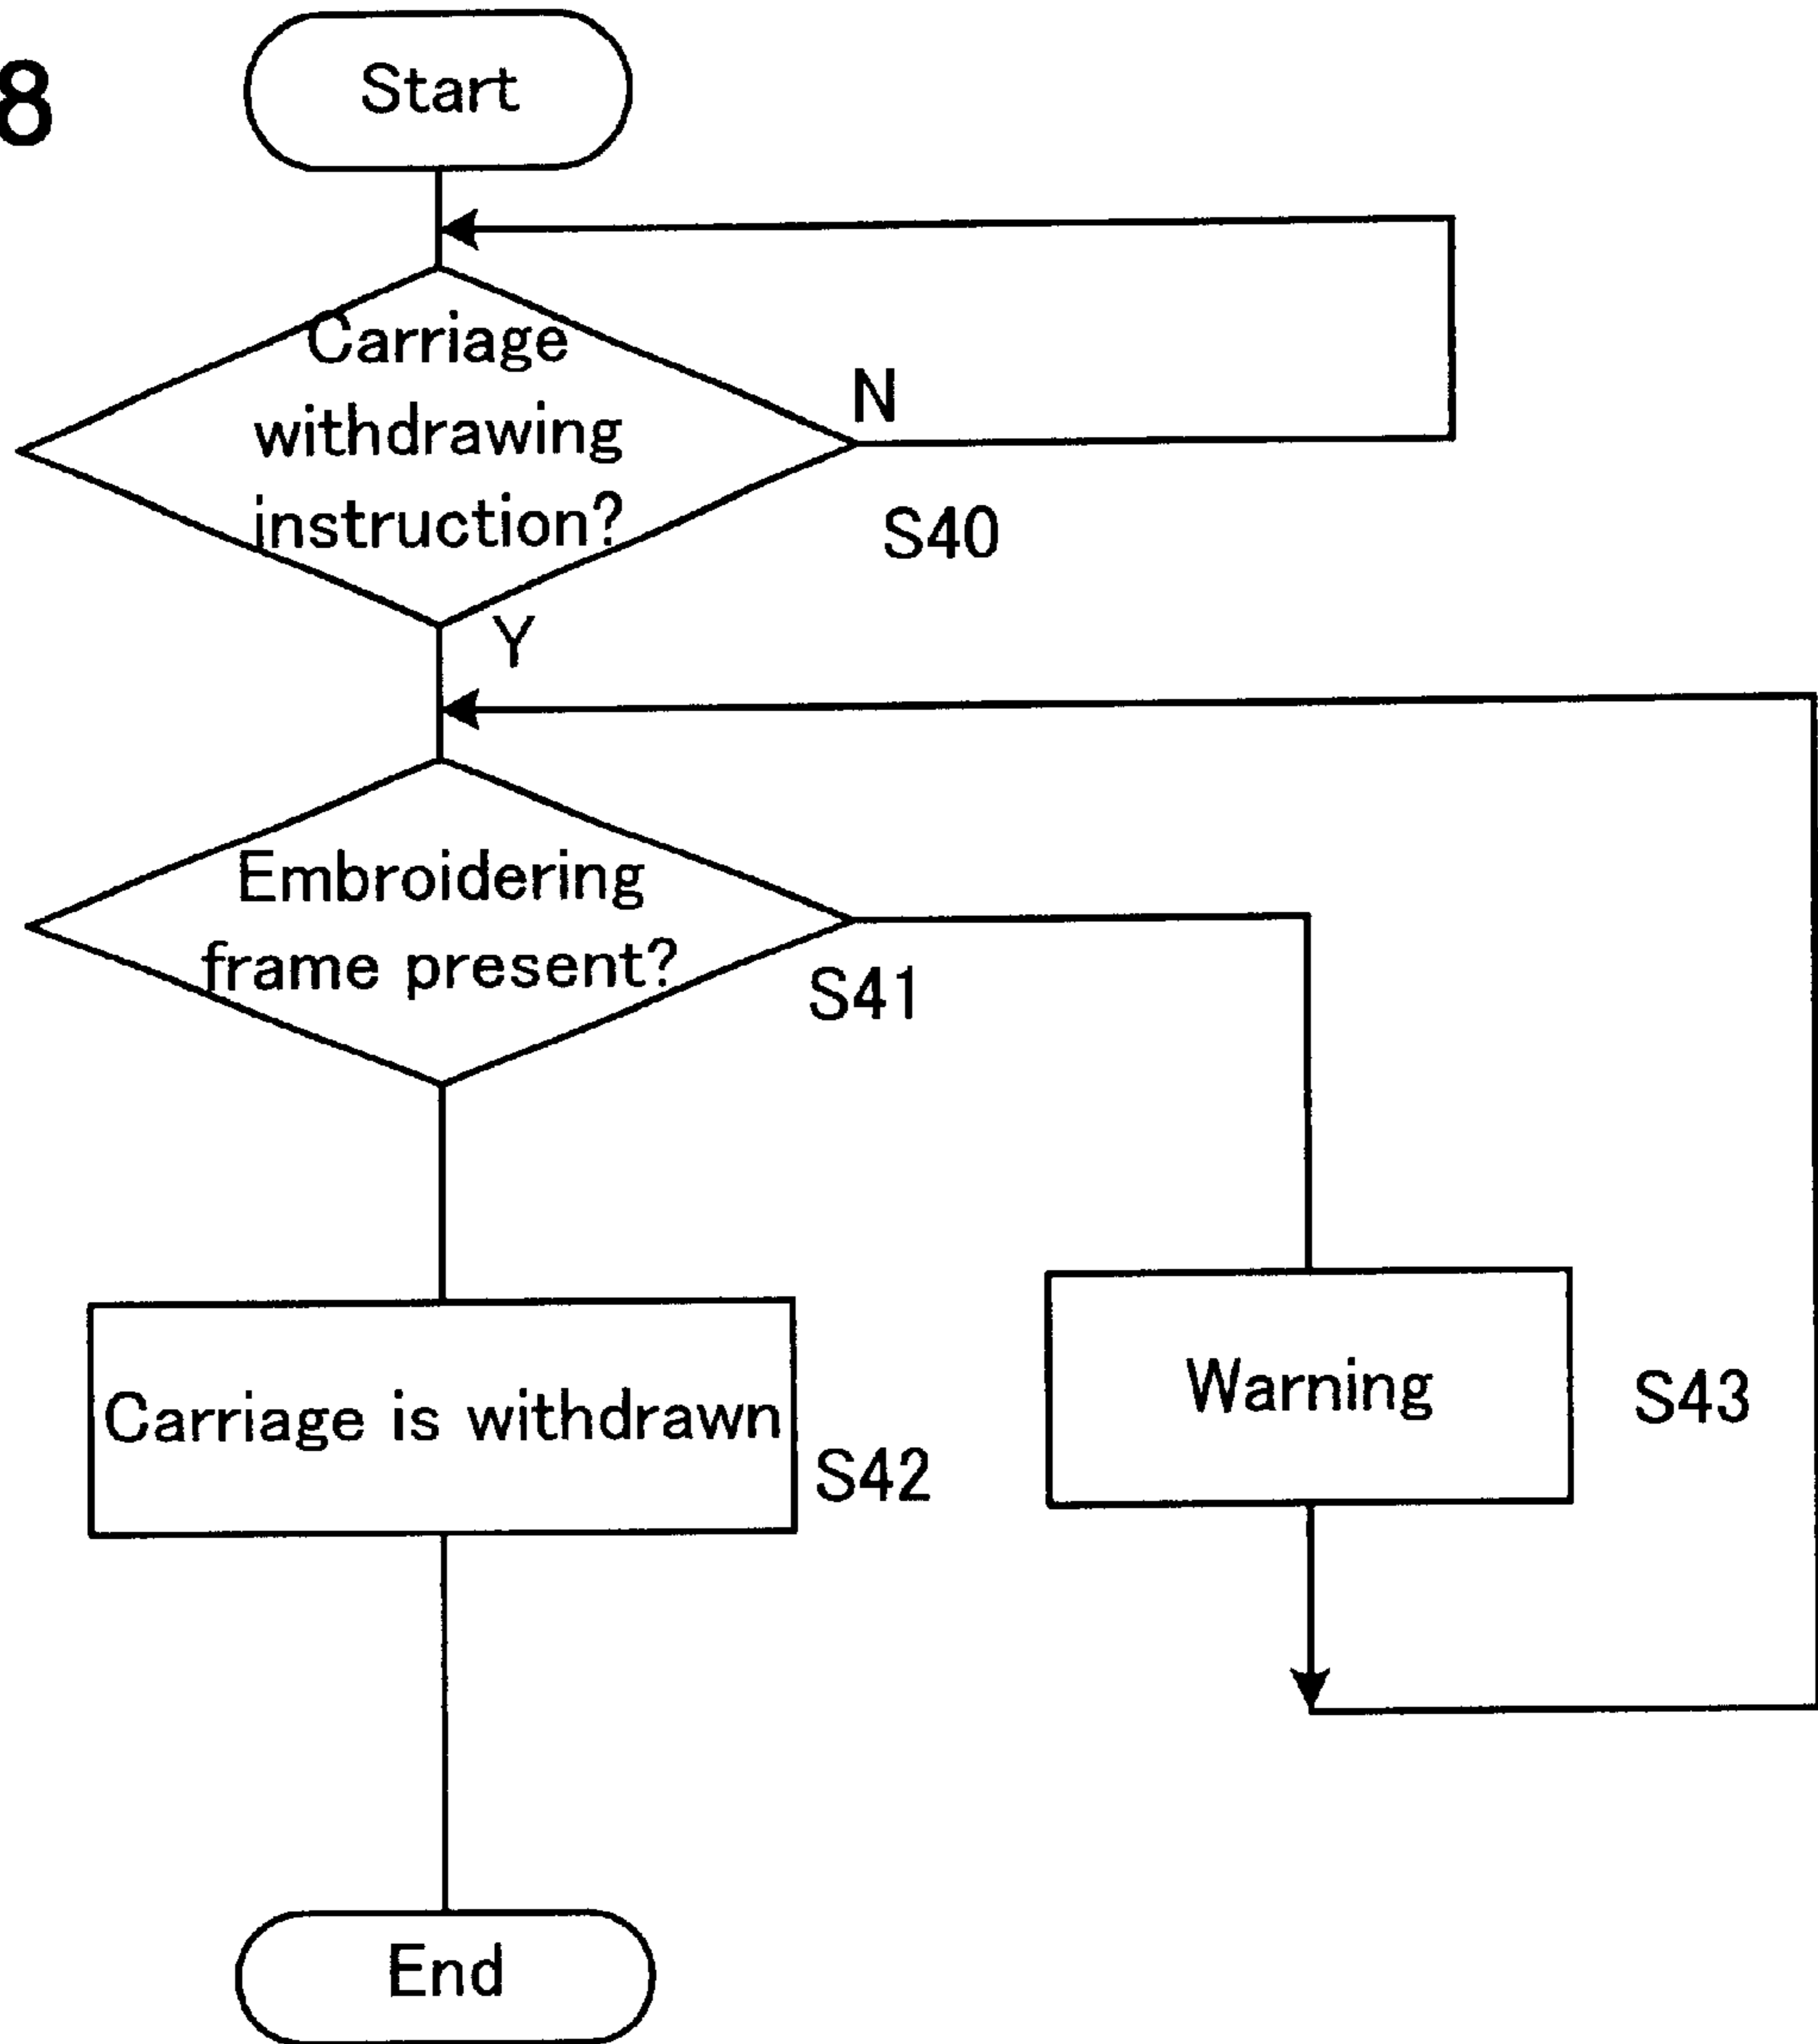 8
Start
Carriage
withdrawing
instruction?
N
S40
Y
Embroidering
frame present?
S41
Carriage is withdrawn
S42
Warning
S43
End